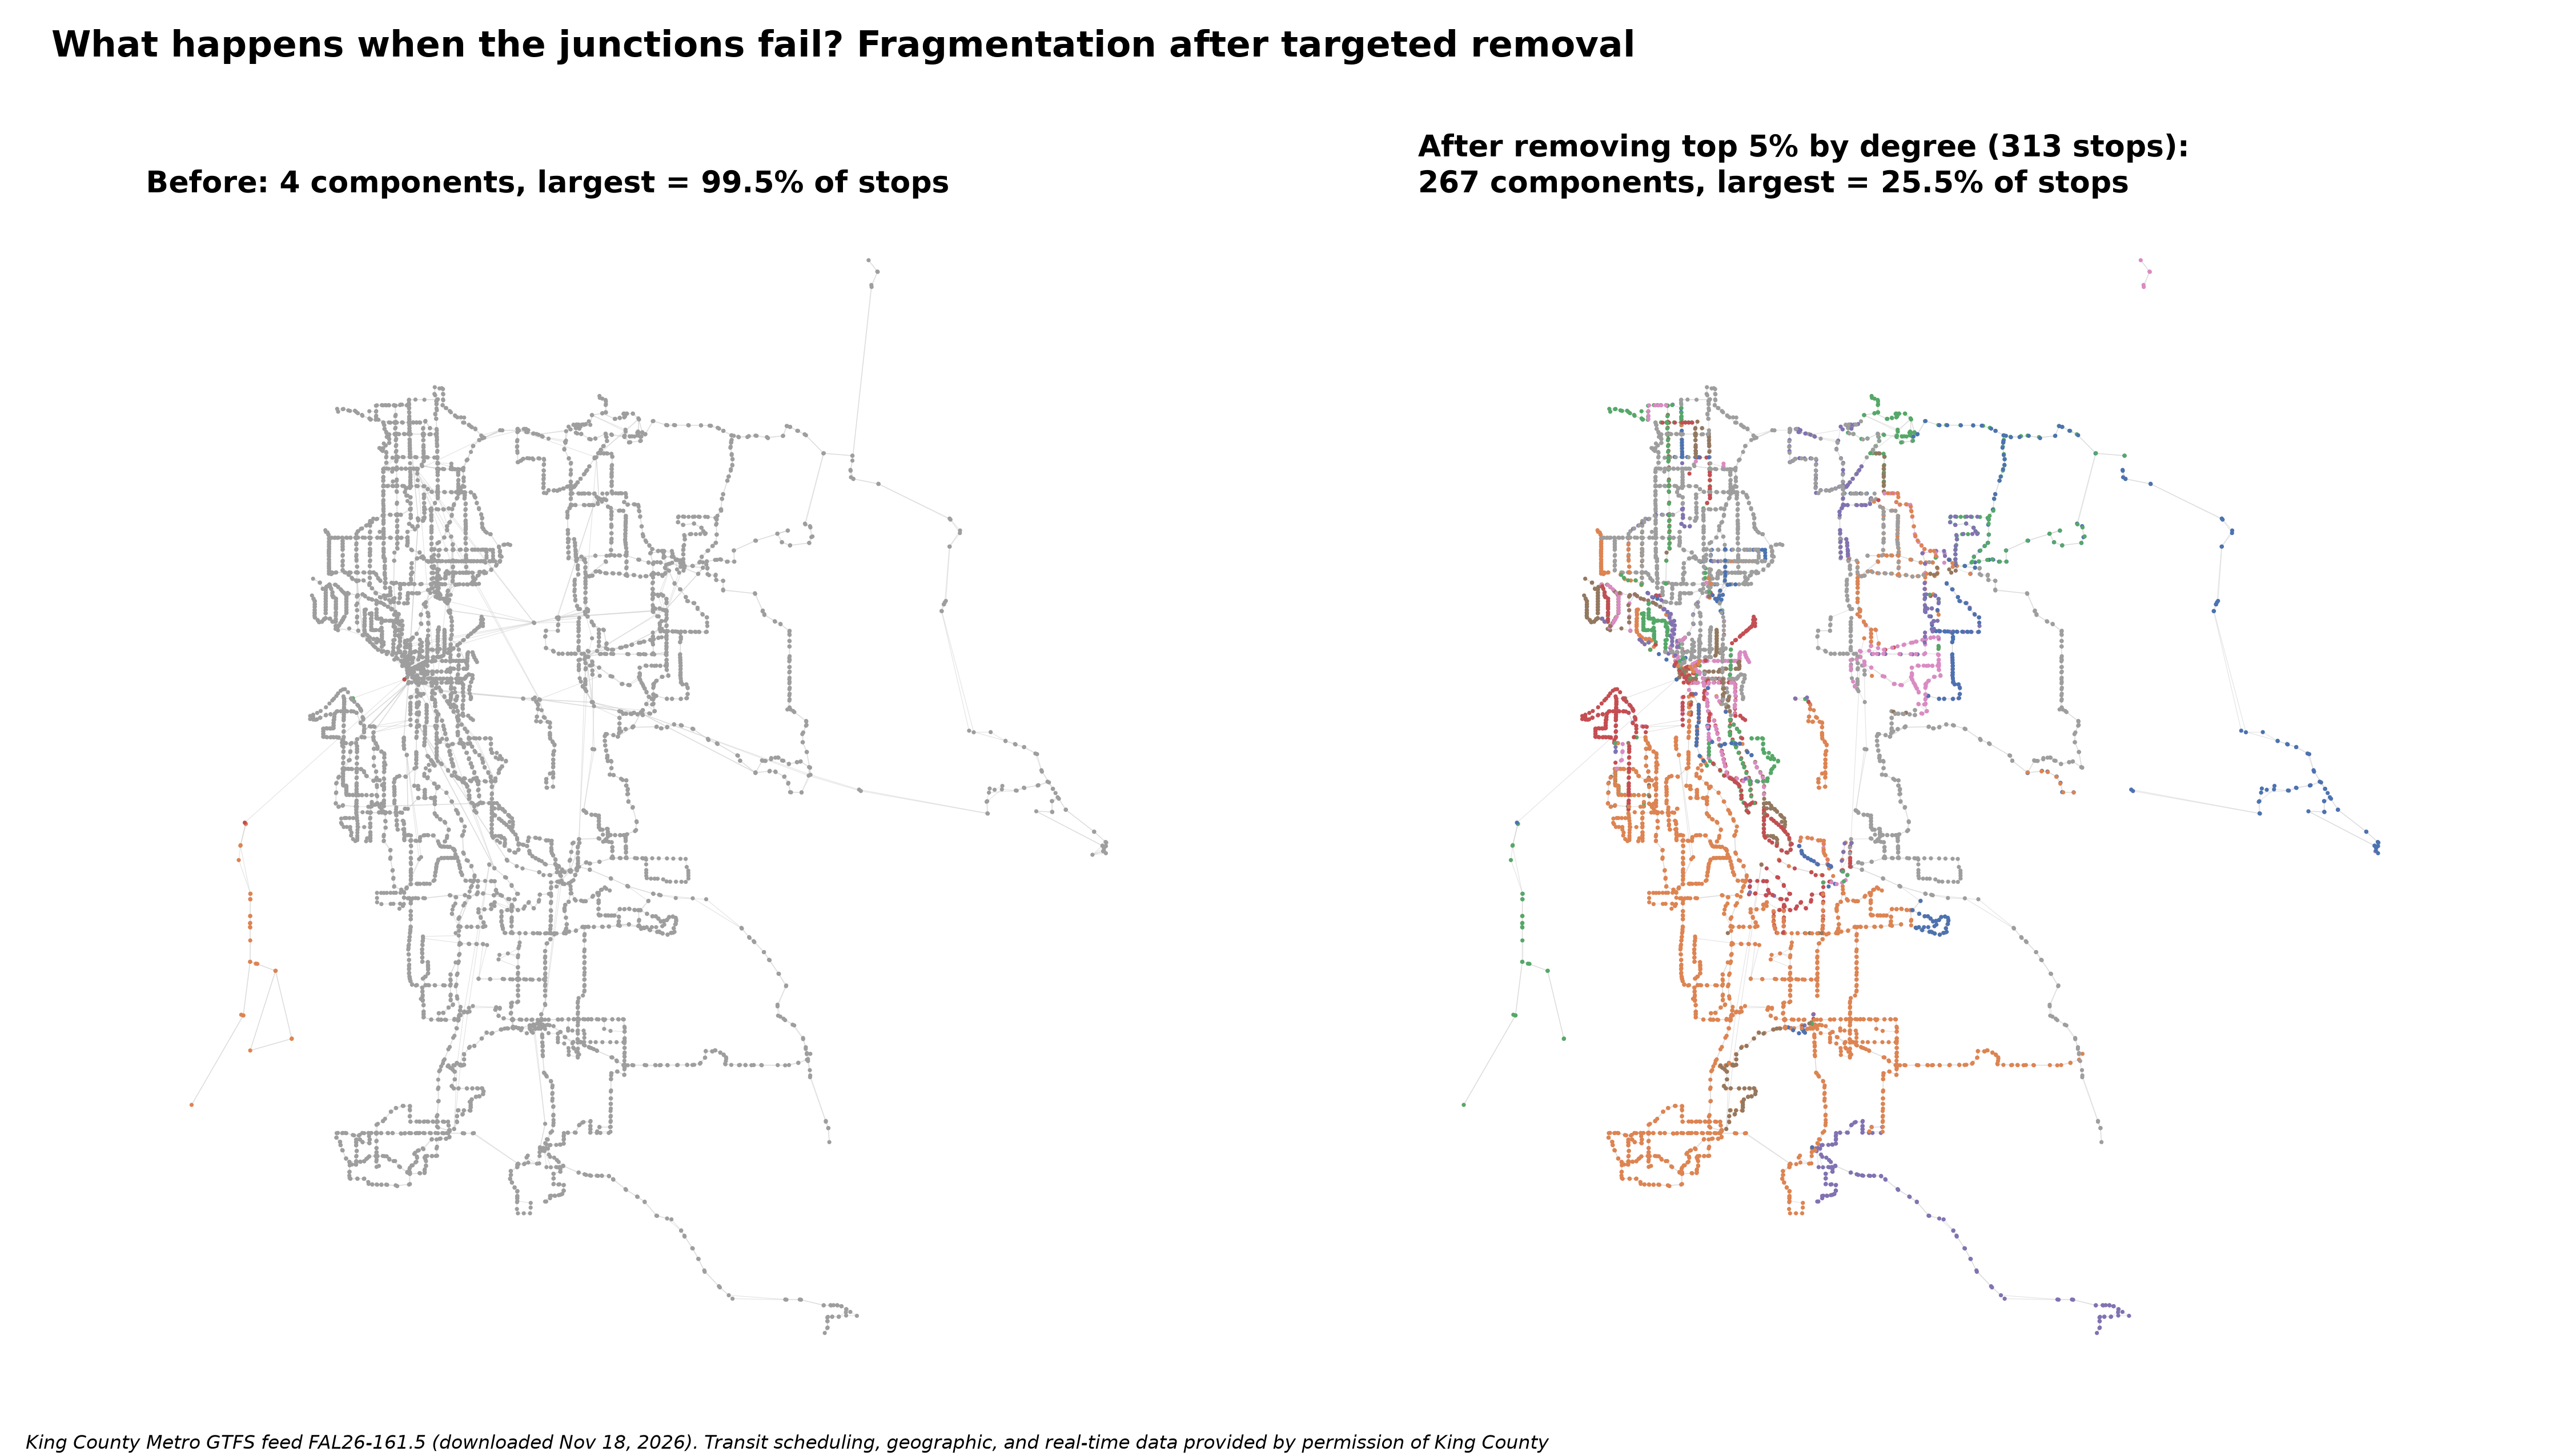 What happens when the junctions fail? Fragmentation after targeted removal
Before: 4 components, largest = 99.5% of stops
After removing top 5% by degree (313 stops):
267 components, largest = 25.5% of stops
King County Metro GTFS feed FAL26-161.5 (downloaded Nov 18, 2026). Transit scheduling, geographic, and real-time data provided by permission of King County